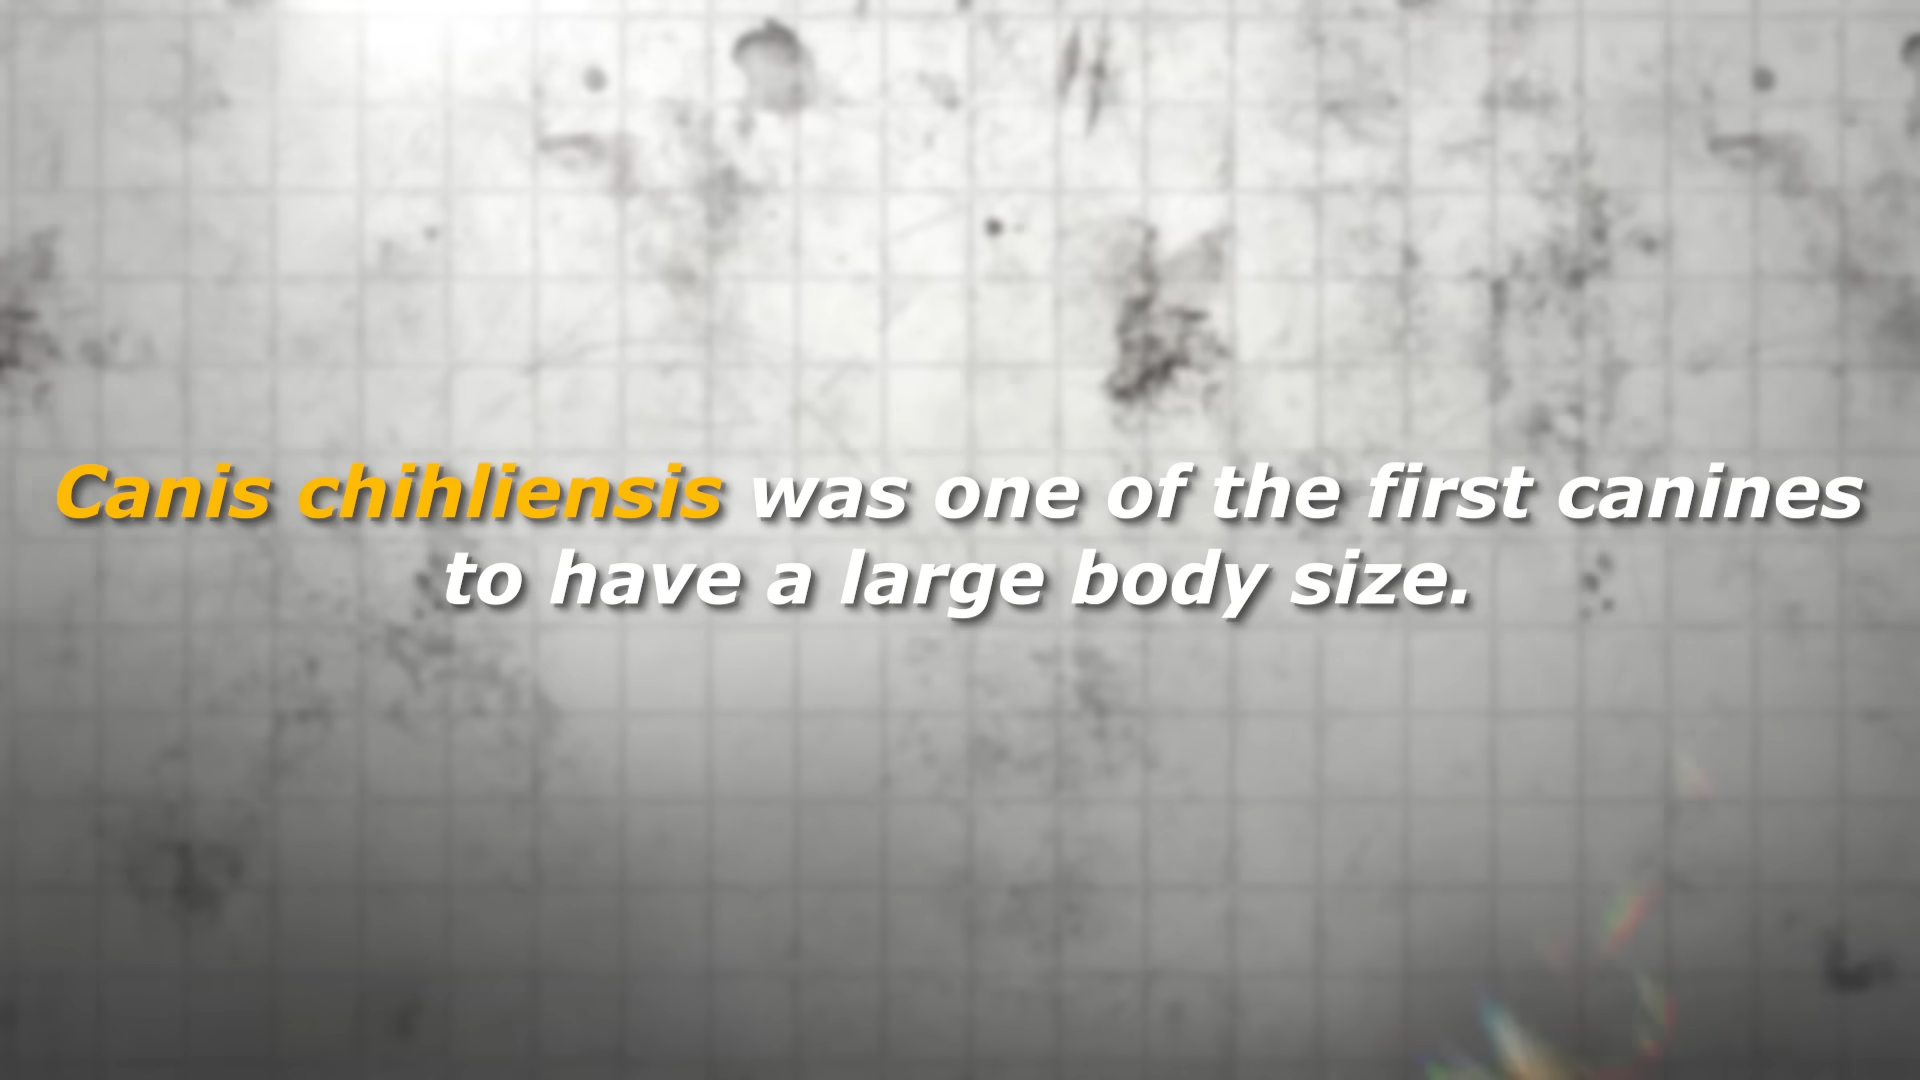 Canis chihliensis was one of the first canines
to have a large body size.